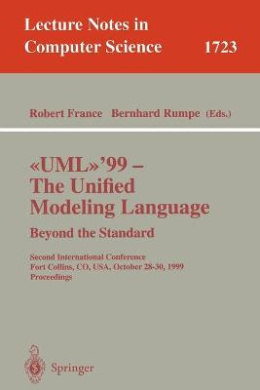 Lecture Notes in
Computer Science 1723
Robert France Bernhard Rumpe (Eds.)
«UML»'99 –
The Unified
Modeling Language
Beyond the Standard
Second International Conference
Fort Collins, CO, USA, October 28-30, 1999
Proceedings
Springer